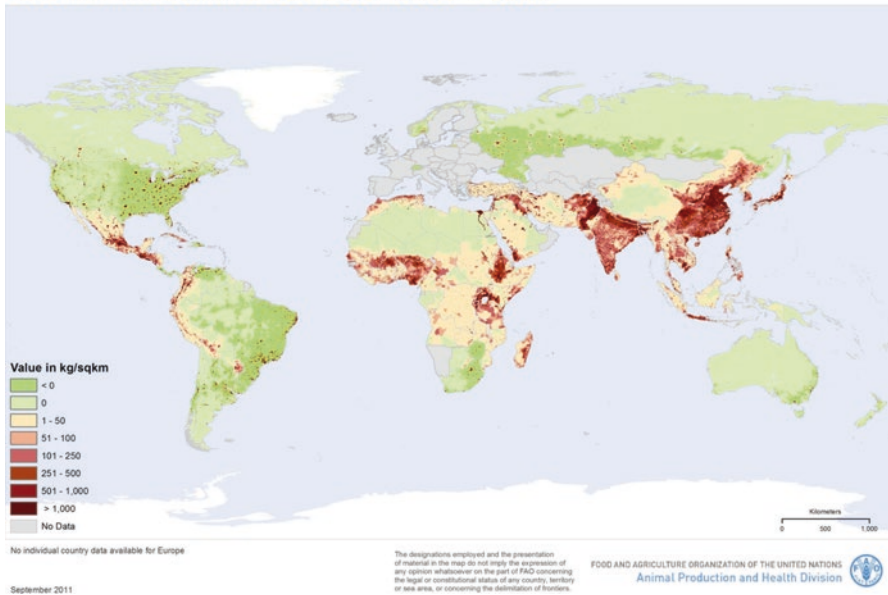 Value in kg/sqkm
< 0
0
1 - 50
51 - 100
101 - 250
251 - 500
501 - 1,000
> 1,000
No Data
Kilometers
0 500 1,000
No individual country data available for Europe
September 2011
The designations employed and the presentation
of material in the map do not imply the expression of
any opinion whatsoever on the part of FAO concerning
the legal or constitutional status of any country, territory
or sea area, or concerning the delimitation of frontiers.
FOOD AND AGRICULTURE ORGANIZATION OF THE UNITED NATIONS
Animal Production and Health Division